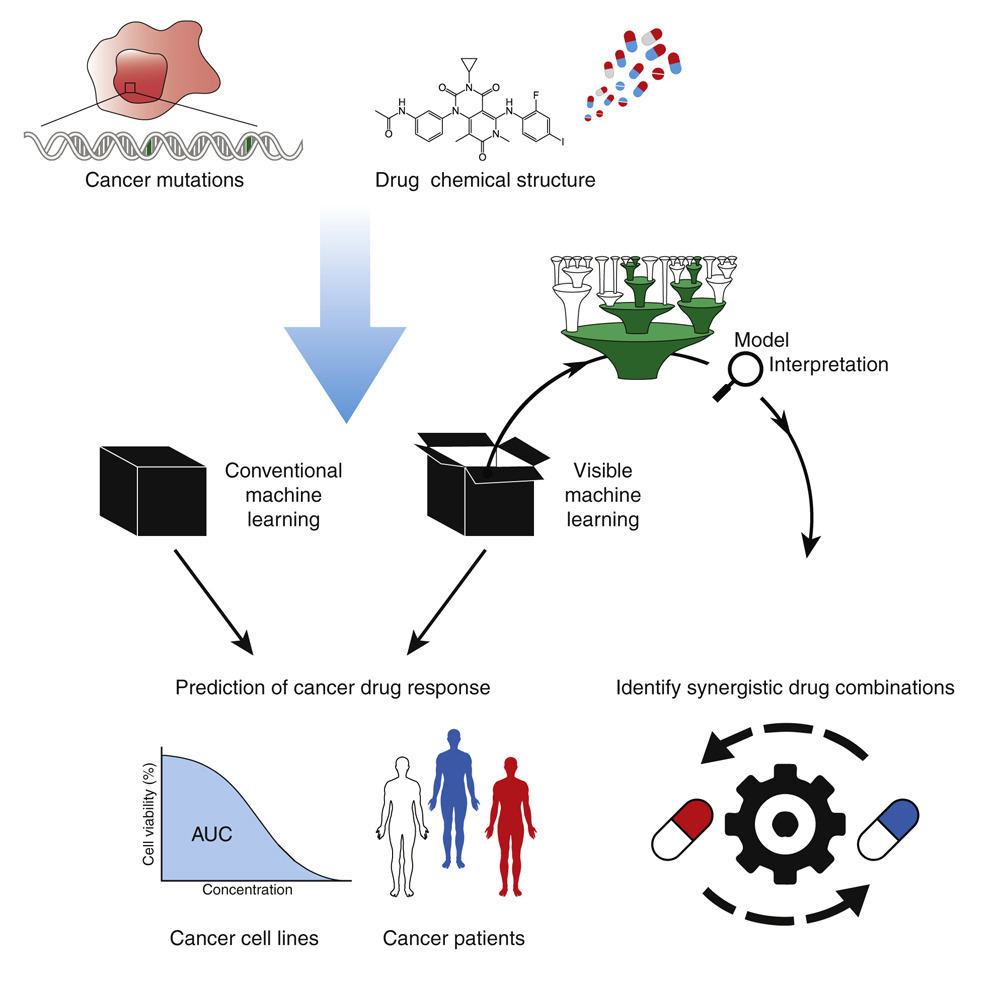 Cancer mutations
N
O
O
F
H
N
N
H
N
O
N
O
I
Drug chemical structure
Model
Interpretation
Conventional
machine
learning
Visible
machine
learning
Prediction of cancer drug response
Identify synergistic drug combinations
Cell viability (%)
AUC
Concentration
Cancer cell lines
Cancer patients